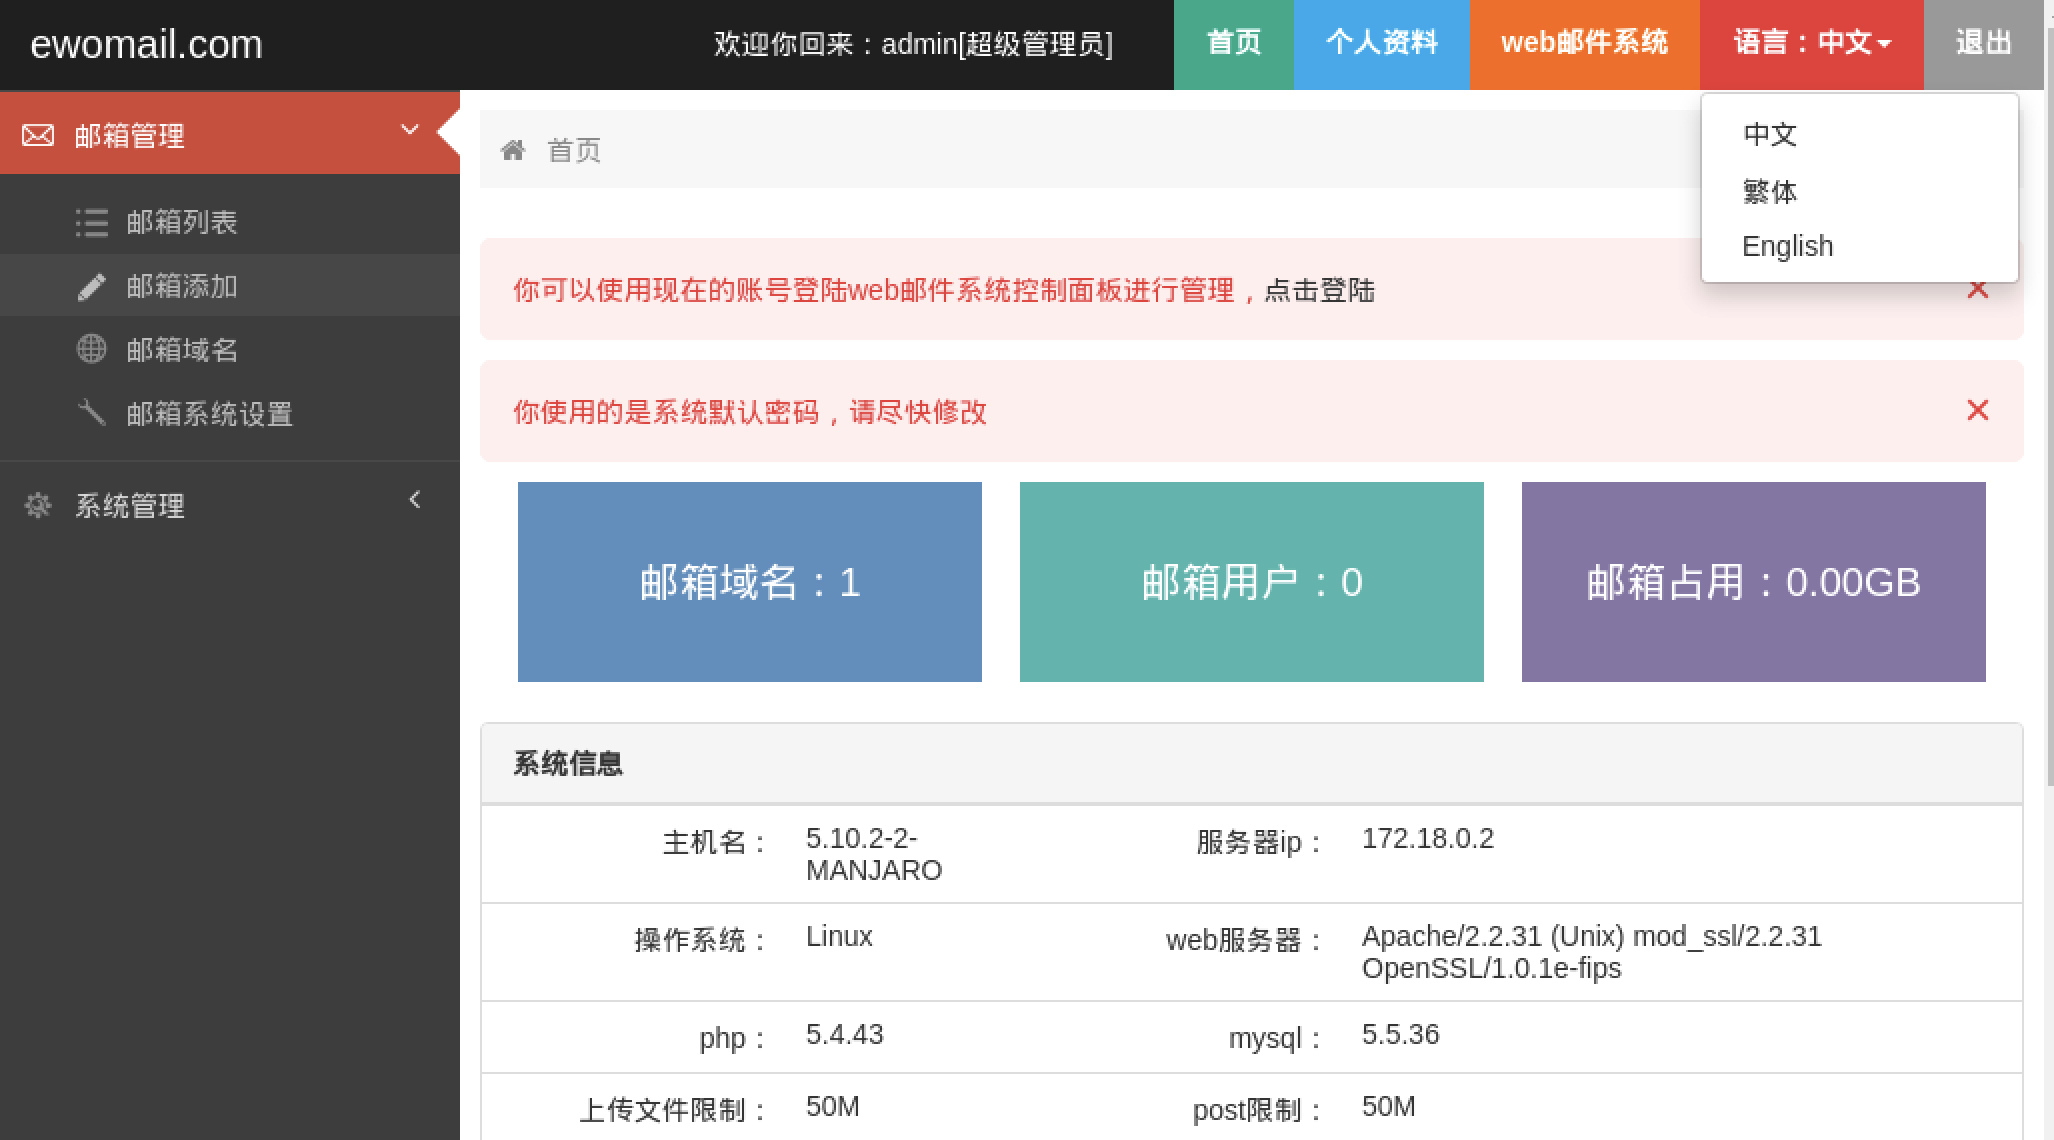 ewomail.com
欢迎你回来：admin[超级管理员]
首页
个人资料
web邮件系统
语言：中文
退出
中文
繁体
English
邮箱管理
邮箱列表
邮箱添加
邮箱域名
邮箱系统设置
系统管理
首页
你可以使用现在的账号登陆web邮件系统控制面板进行管理，点击登陆
你使用的是系统默认密码，请尽快修改
邮箱域名：1
邮箱用户：0
邮箱占用：0.00GB
系统信息
主机名：
5.10.2-2-
MANJARO
服务器ip：
172.18.0.2
操作系统：
Linux
web服务器：
Apache/2.2.31 (Unix) mod_ssl/2.2.31
OpenSSL/1.0.1e-fips
php：
5.4.43
mysql：
5.5.36
上传文件限制：
50M
post限制：
50M